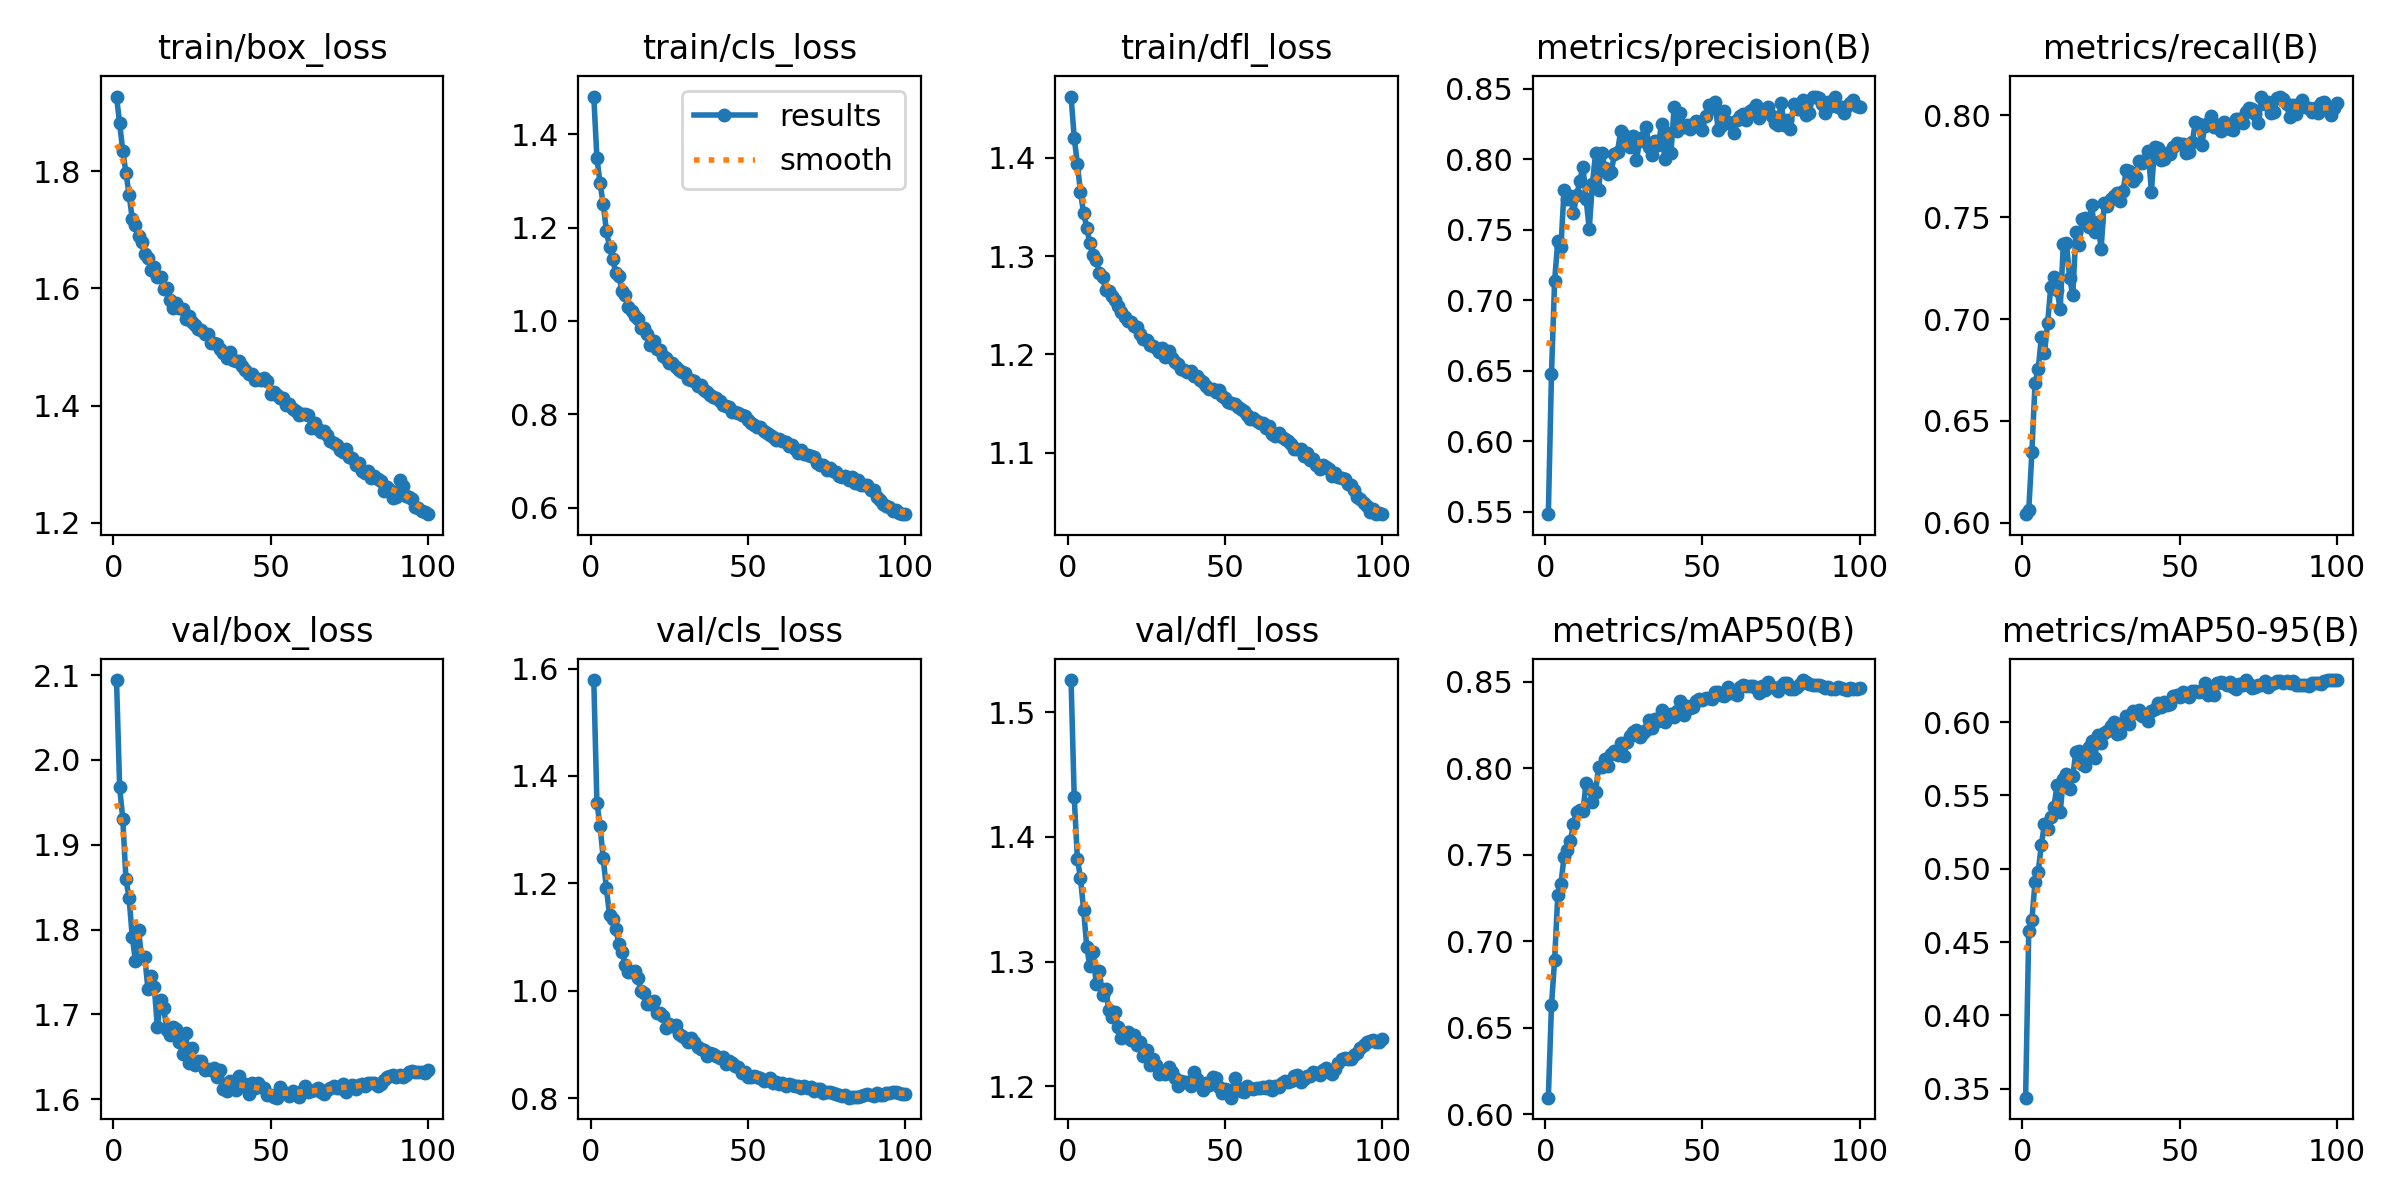 train/box_loss
1.8
1.6
1.4
1.2
0 50 100
train/cls_loss
results
smooth
1.4
1.2
1.0
0.8
0.6
0 50 100
train/dfl_loss
1.4
1.3
1.2
1.1
0 50 100
metrics/precision(B)
0.85
0.80
0.75
0.70
0.65
0.60
0.55
0 50 100
metrics/recall(B)
0.80
0.75
0.70
0.65
0.60
0 50 100
val/box_loss
2.1
2.0
1.9
1.8
1.7
1.6
0 50 100
val/cls_loss
1.6
1.4
1.2
1.0
0.8
0 50 100
val/dfl_loss
1.5
1.4
1.3
1.2
0 50 100
metrics/mAP50(B)
0.85
0.80
0.75
0.70
0.65
0.60
0 50 100
metrics/mAP50-95(B)
0.60
0.55
0.50
0.45
0.40
0.35
0 50 100